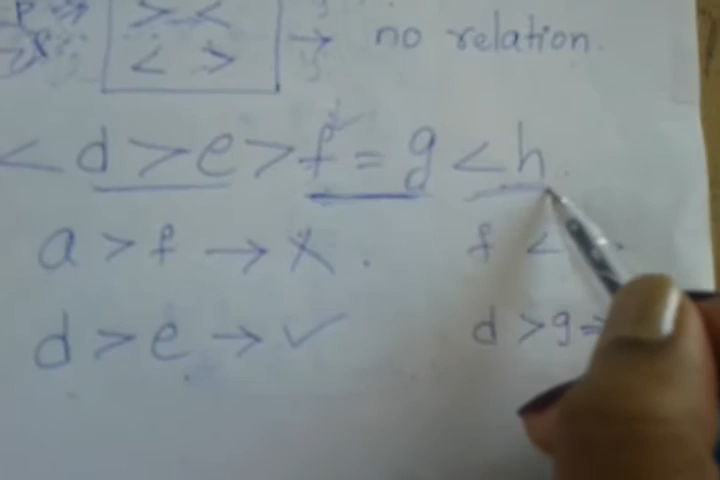 > <
< > → no relation.
< d > e > f = g < h
a > f → X . f <
d > e → ✓ d > g ⇒